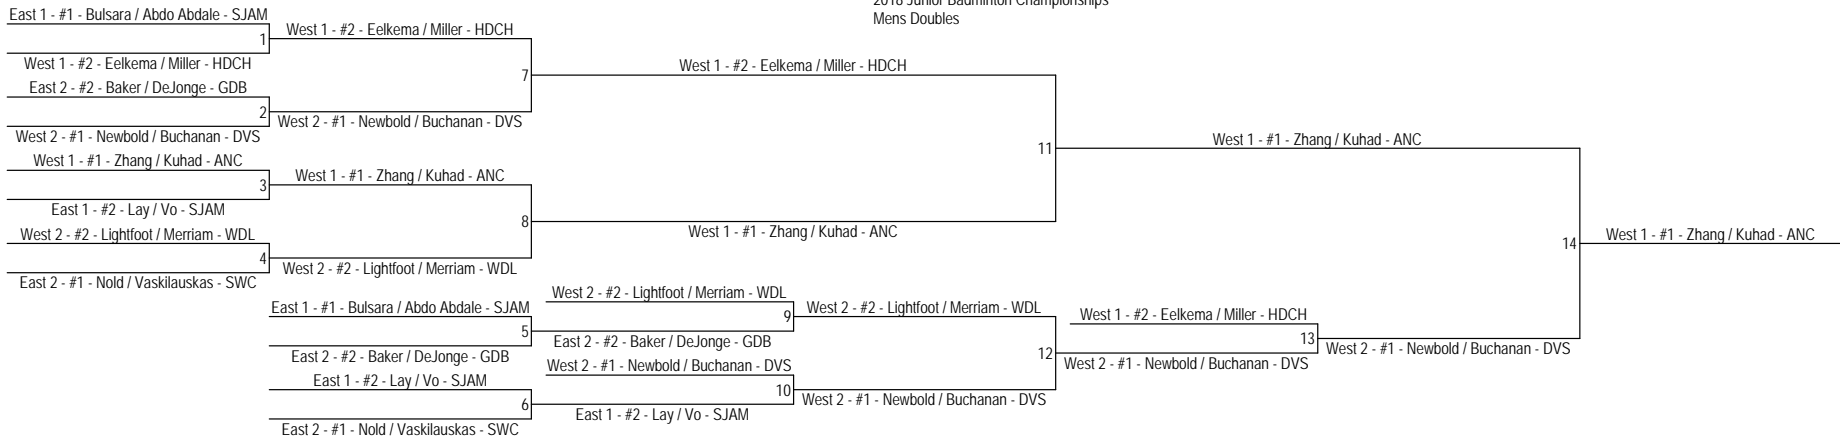 2018 Junior Badminton Championships
Mens Doubles
East 1 - #1 - Bulsara / Abdo Abdale - SJAM
1
West 1 - #2 - Eelkema / Miller - HDCH
West 1 - #2 - Eelkema / Miller - HDCH
East 2 - #2 - Baker / DeJonge - GDB
2
West 2 - #1 - Newbold / Buchanan - DVS
West 2 - #1 - Newbold / Buchanan - DVS
7
West 1 - #2 - Eelkema / Miller - HDCH
West 1 - #1 - Zhang / Kuhad - ANC
3
East 1 - #2 - Lay / Vo - SJAM
West 1 - #1 - Zhang / Kuhad - ANC
West 2 - #2 - Lightfoot / Merriam - WDL
4
East 2 - #1 - Nold / Vaskilauskas - SWC
West 2 - #2 - Lightfoot / Merriam - WDL
8
West 1 - #1 - Zhang / Kuhad - ANC
11
West 1 - #1 - Zhang / Kuhad - ANC
East 1 - #1 - Bulsara / Abdo Abdale - SJAM
5
East 2 - #2 - Baker / DeJonge - GDB
East 1 - #2 - Lay / Vo - SJAM
6
East 2 - #1 - Nold / Vaskilauskas - SWC
West 2 - #2 - Lightfoot / Merriam - WDL
9
East 2 - #2 - Baker / DeJonge - GDB
West 2 - #2 - Lightfoot / Merriam - WDL
West 2 - #1 - Newbold / Buchanan - DVS
10
East 1 - #2 - Lay / Vo - SJAM
West 2 - #1 - Newbold / Buchanan - DVS
12
West 1 - #2 - Eelkema / Miller - HDCH
West 2 - #1 - Newbold / Buchanan - DVS
13
West 2 - #1 - Newbold / Buchanan - DVS
14
West 1 - #1 - Zhang / Kuhad - ANC